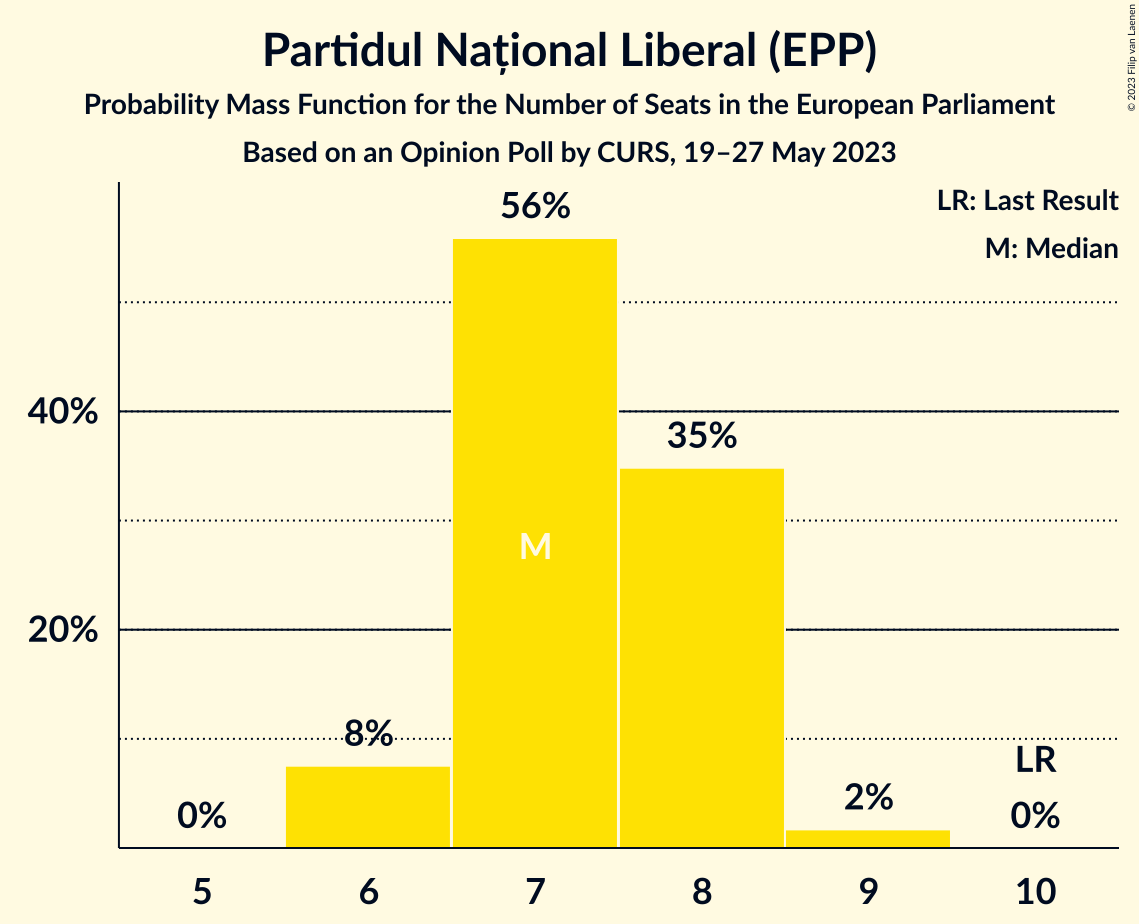 Partidul Național Liberal (EPP)
Probability Mass Function for the Number of Seats in the European Parliament
Based on an Opinion Poll by CURS, 19–27 May 2023
© 2023 Filip van Laenen
LR: Last Result
M: Median
56%
40%
35%
M
20%
8%
LR
0%
2%
0%
5 6 7 8 9 10